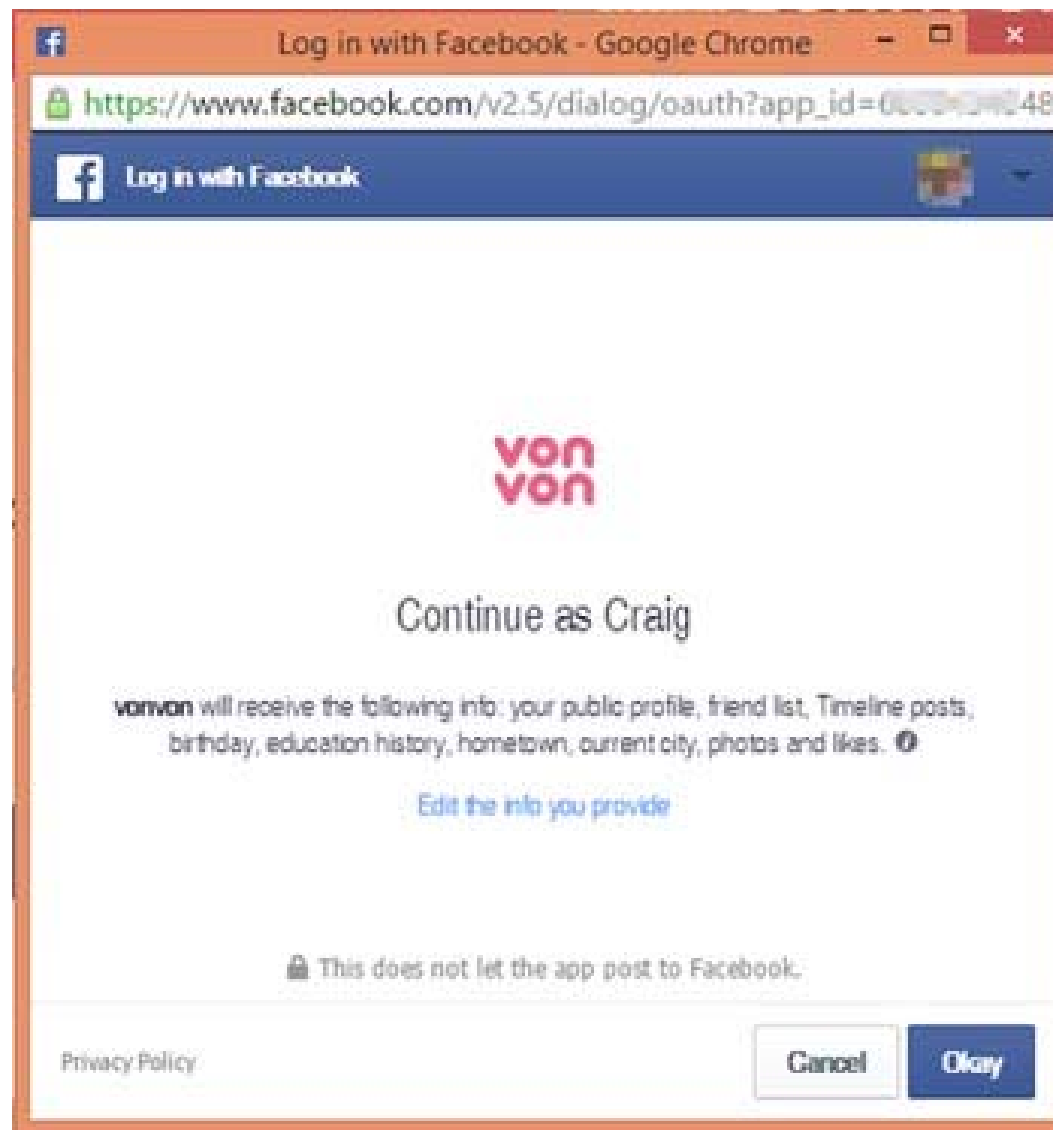 Log in with Facebook - Google Chrome
https://www.facebook.com/v2.5/dialog/oauth?app_id=
Log in with Facebook
von
von
Continue as Craig
vonvon will receive the following info: your public profile, friend list, Timeline posts,
birthday, education history, hometown, current city, photos and likes.
Edit the info you provide
This does not let the app post to Facebook.
Privacy Policy
Cancel
Okay